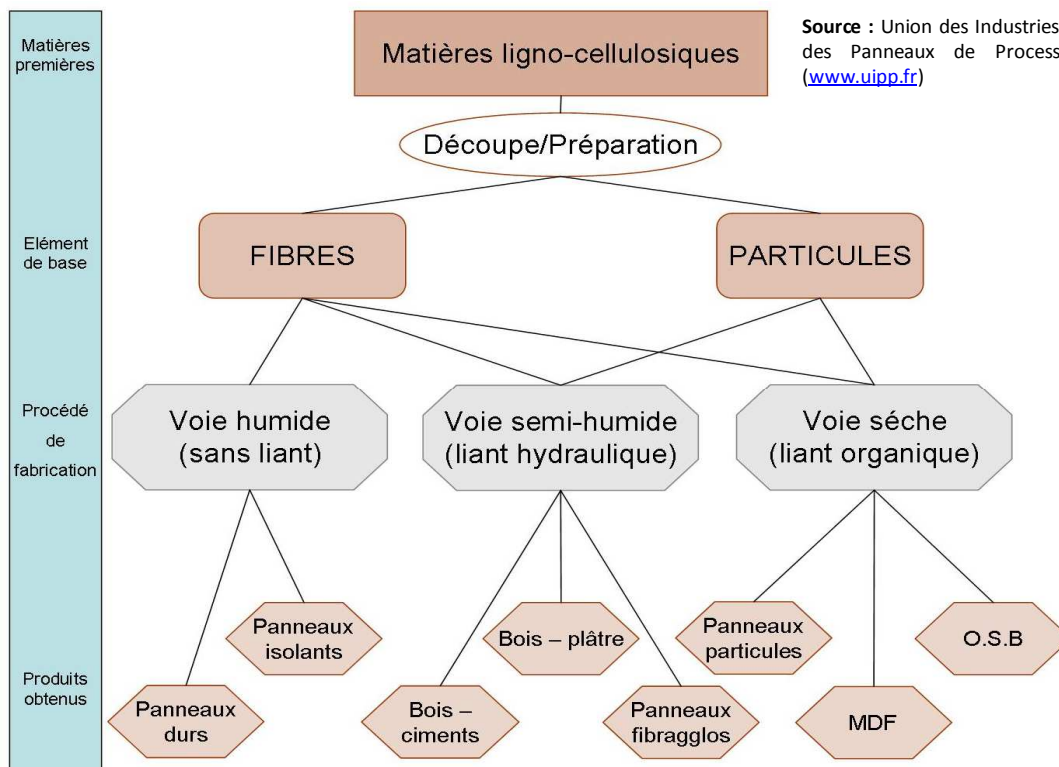 Matières
premières
Matières ligno-cellulosiques
Source : Union des Industries
des Panneaux de Process
(www.uipp.fr)
Découpe/Préparation
Elément
de base
FIBRES
PARTICULES
Procédé
de
fabrication
Voie humide
(sans liant)
Voie semi-humide
(liant hydraulique)
Voie séche
(liant organique)
Produits
obtenus
Panneaux
isolants
Bois – plâtre
Panneaux
particules
O.S.B
Panneaux
durs
Bois –
ciments
Panneaux
fibragglos
MDF